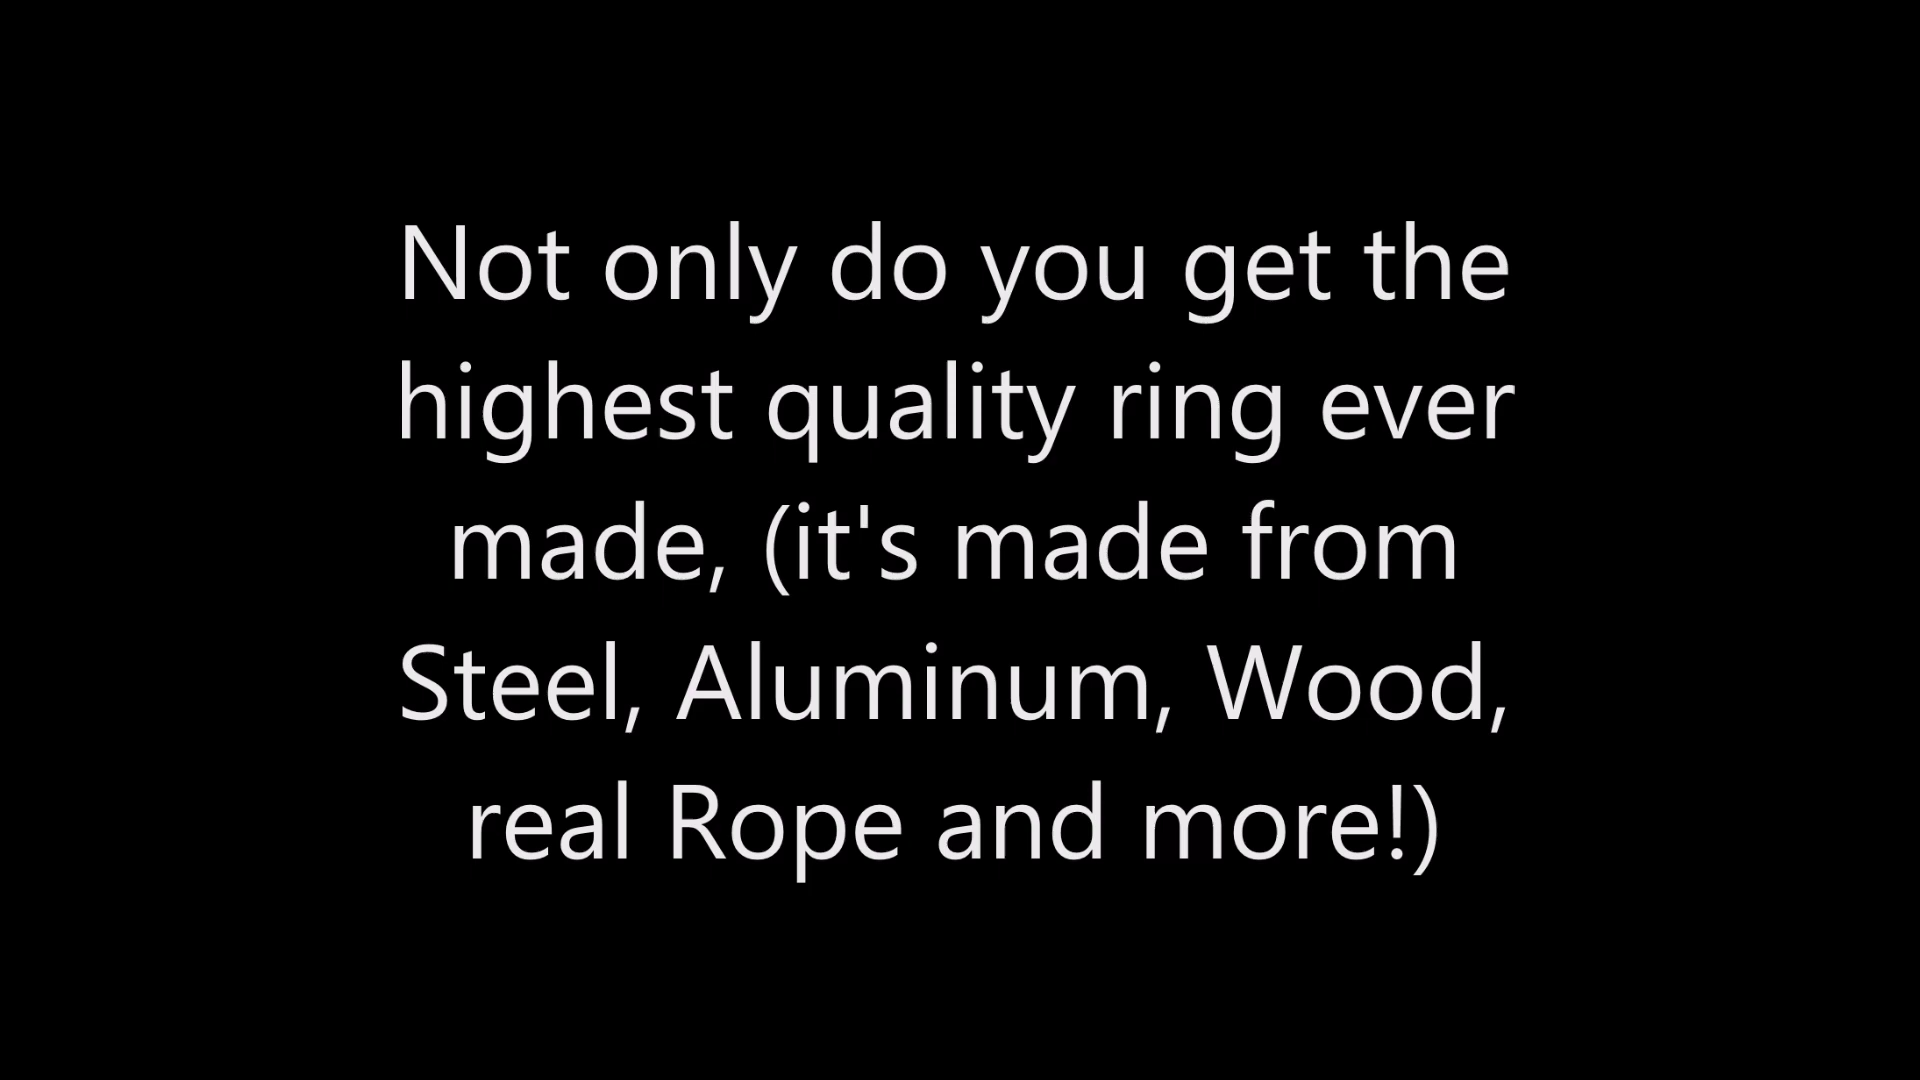 Not only do you get the
highest quality ring ever
made, (it's made from
Steel, Aluminum, Wood,
real Rope and more!)